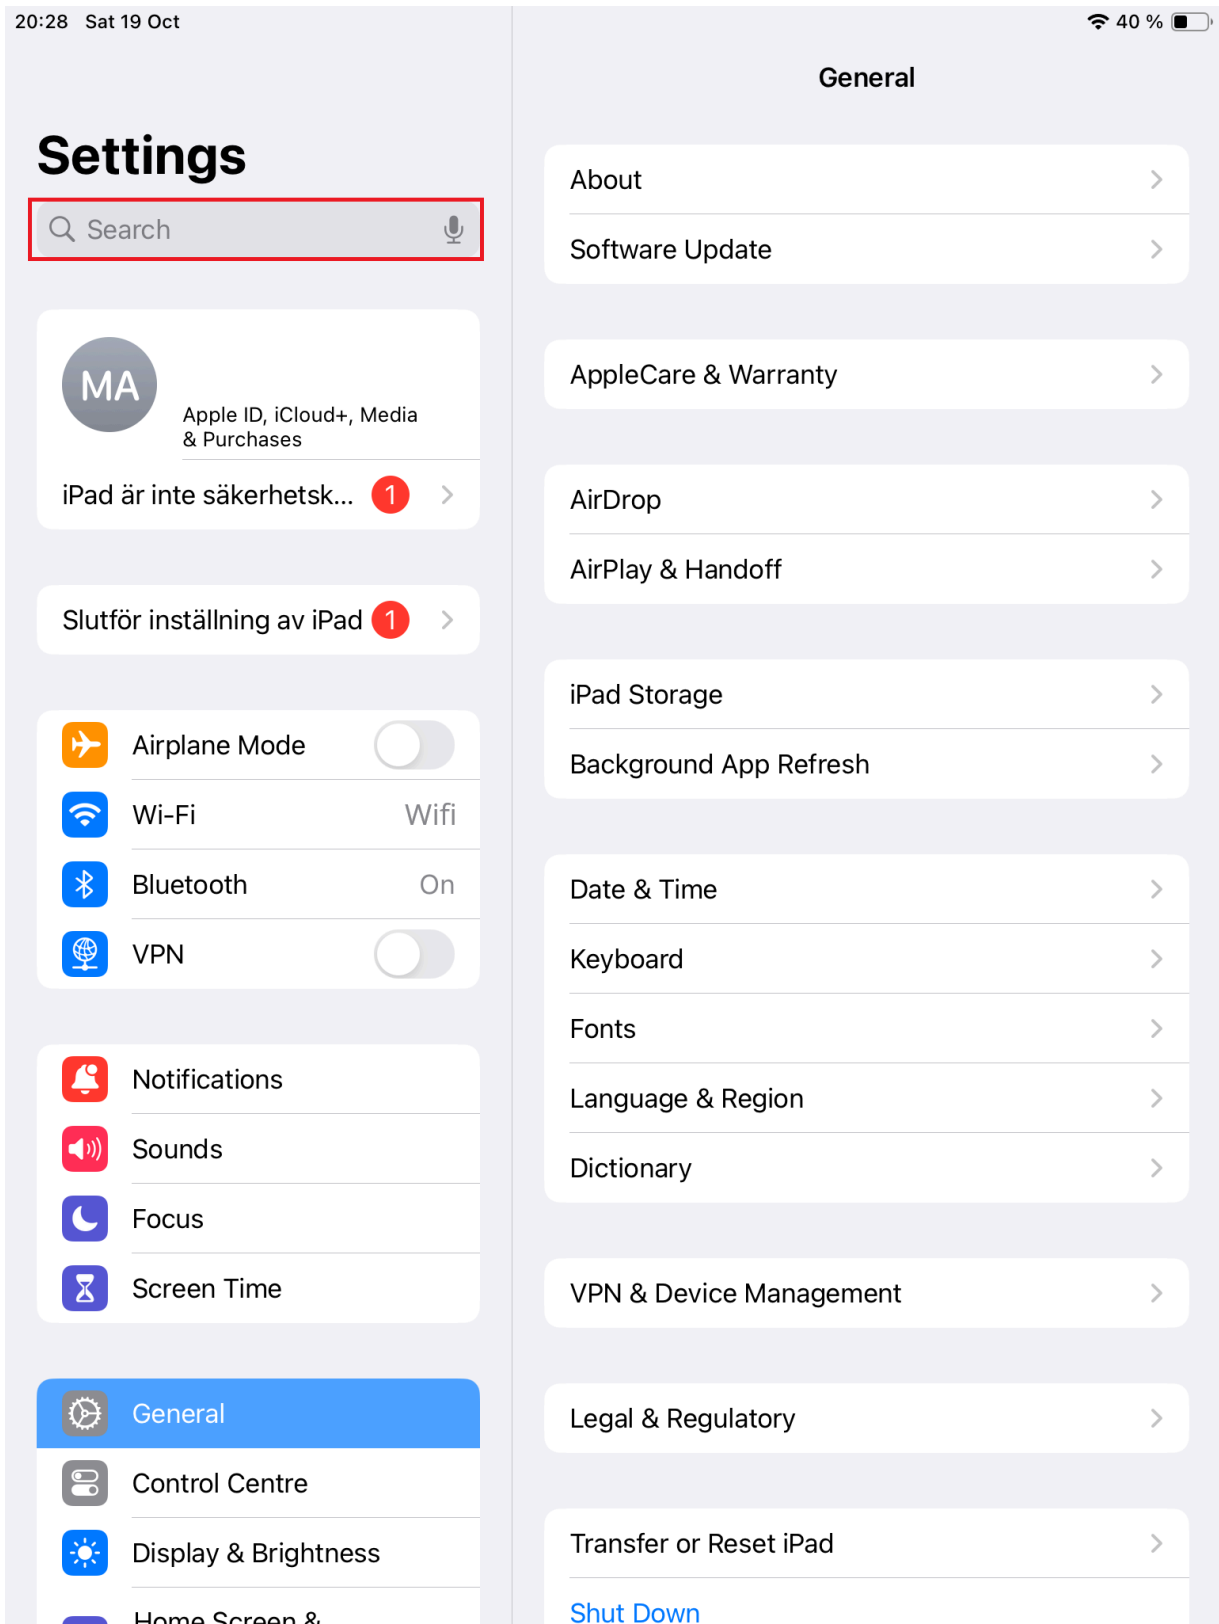 20:28 Sat 19 Oct
40 %
Settings
Search
MA
Apple ID, iCloud+, Media
& Purchases
iPad är inte säkerhetsk... 1
Slutför inställning av iPad 1
Airplane Mode
Wi-Fi Wifi
Bluetooth On
VPN
Notifications
Sounds
Focus
Screen Time
General
Control Centre
Display & Brightness
Home Screen &
General
About
Software Update
AppleCare & Warranty
AirDrop
AirPlay & Handoff
iPad Storage
Background App Refresh
Date & Time
Keyboard
Fonts
Language & Region
Dictionary
VPN & Device Management
Legal & Regulatory
Transfer or Reset iPad
Shut Down